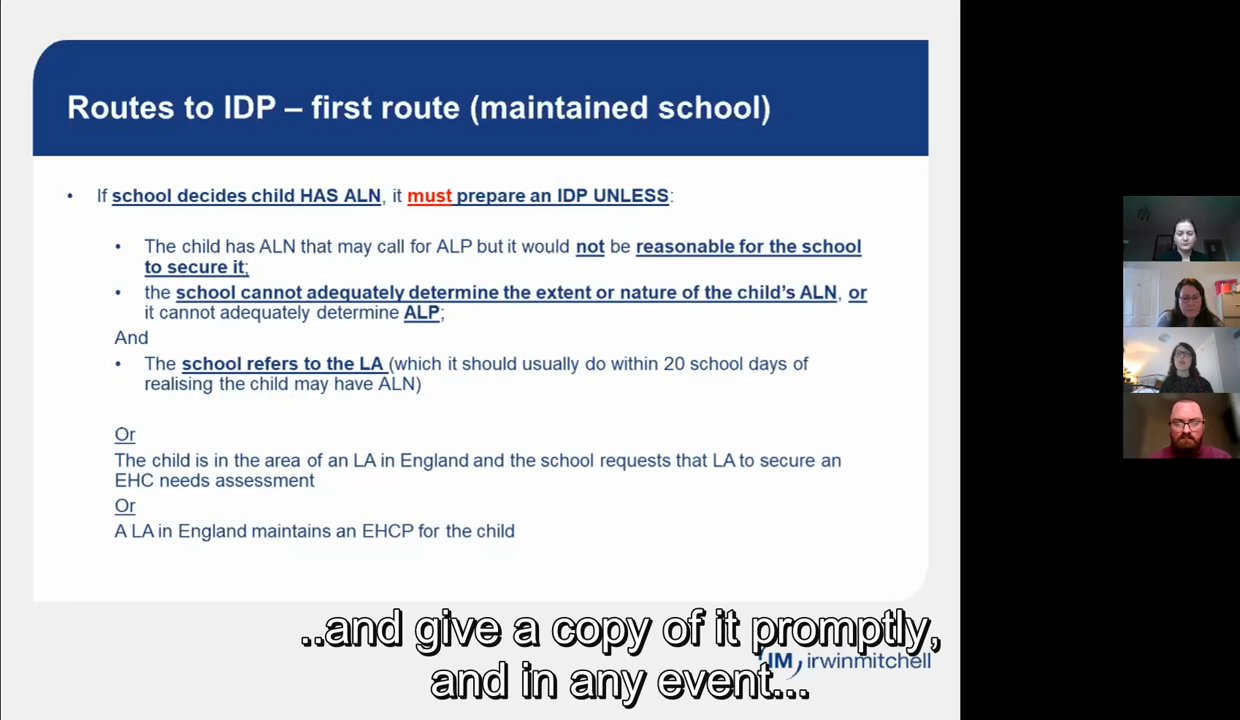 Routes to IDP – first route (maintained school)
• If school decides child HAS ALN, it must prepare an IDP UNLESS:
• The child has ALN that may call for ALP but it would not be reasonable for the school
to secure it;
• the school cannot adequately determine the extent or nature of the child's ALN, or
it cannot adequately determine ALP;
And
• The school refers to the LA (which it should usually do within 20 school days of
realising the child may have ALN)
Or
The child is in the area of an LA in England and the school requests that LA to secure an
EHC needs assessment
Or
A LA in England maintains an EHCP for the child
..and give a copy of it promptly,
IM irwinmitchell
and in any event...